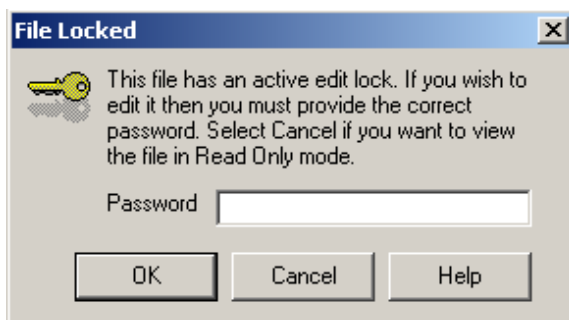 File Locked
This file has an active edit lock. If you wish to
edit it then you must provide the correct
password. Select Cancel if you want to view
the file in Read Only mode.
Password
OK Cancel Help